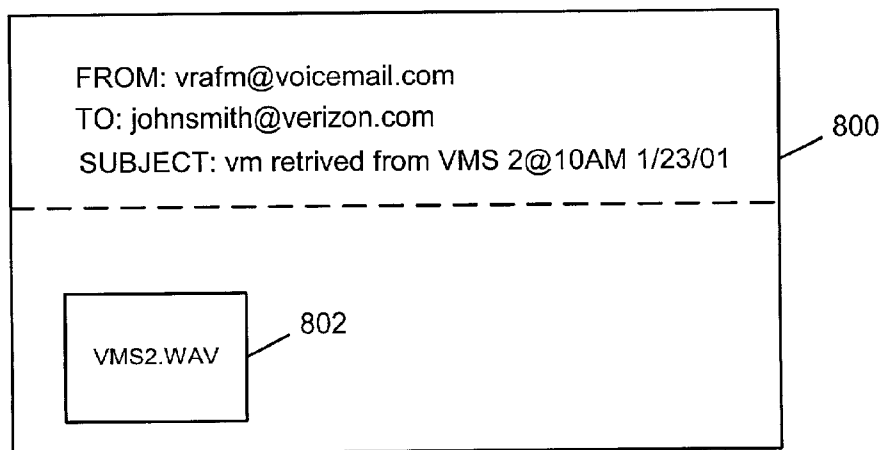 FROM: vrafm@voicemail.com
TO: johnsmith@verizon.com
SUBJECT: vm retrived from VMS 2@10AM 1/23/01
800
802
VMS2.WAV